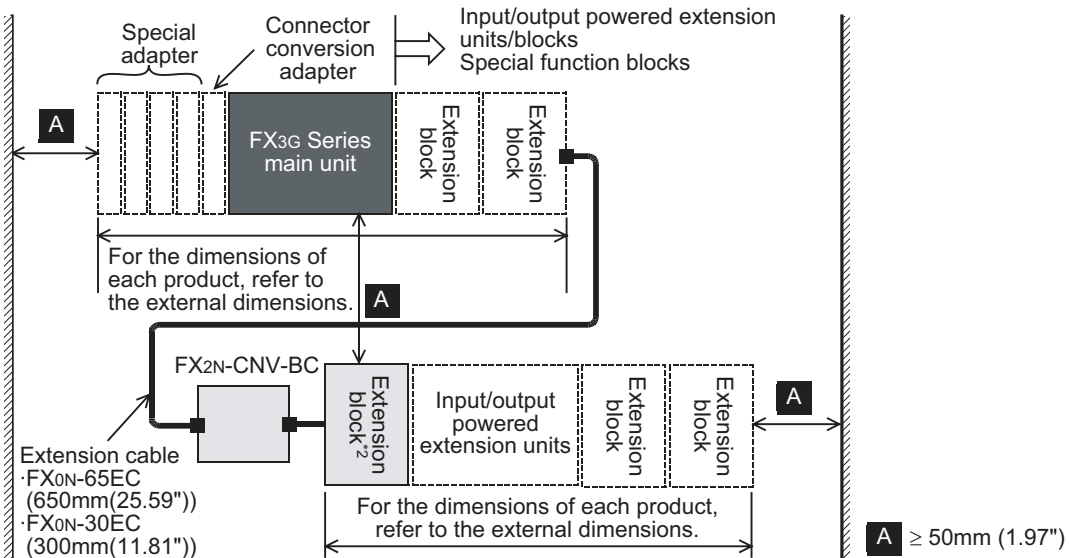 Special
adapter
Connector
conversion
adapter
Input/output powered extension
units/blocks
Special function blocks
A
FX3G Series
main unit
Extension
block
Extension
block
For the dimensions of
each product, refer to
the external dimensions.
A
FX2N-CNV-BC
Extension
block*2
Input/output
powered
extension units
Extension
block
Extension
block
A
Extension cable
·FX0N-65EC
(650mm(25.59"))
·FX0N-30EC
(300mm(11.81"))
For the dimensions of each product,
refer to the external dimensions.
A ≥ 50mm (1.97")